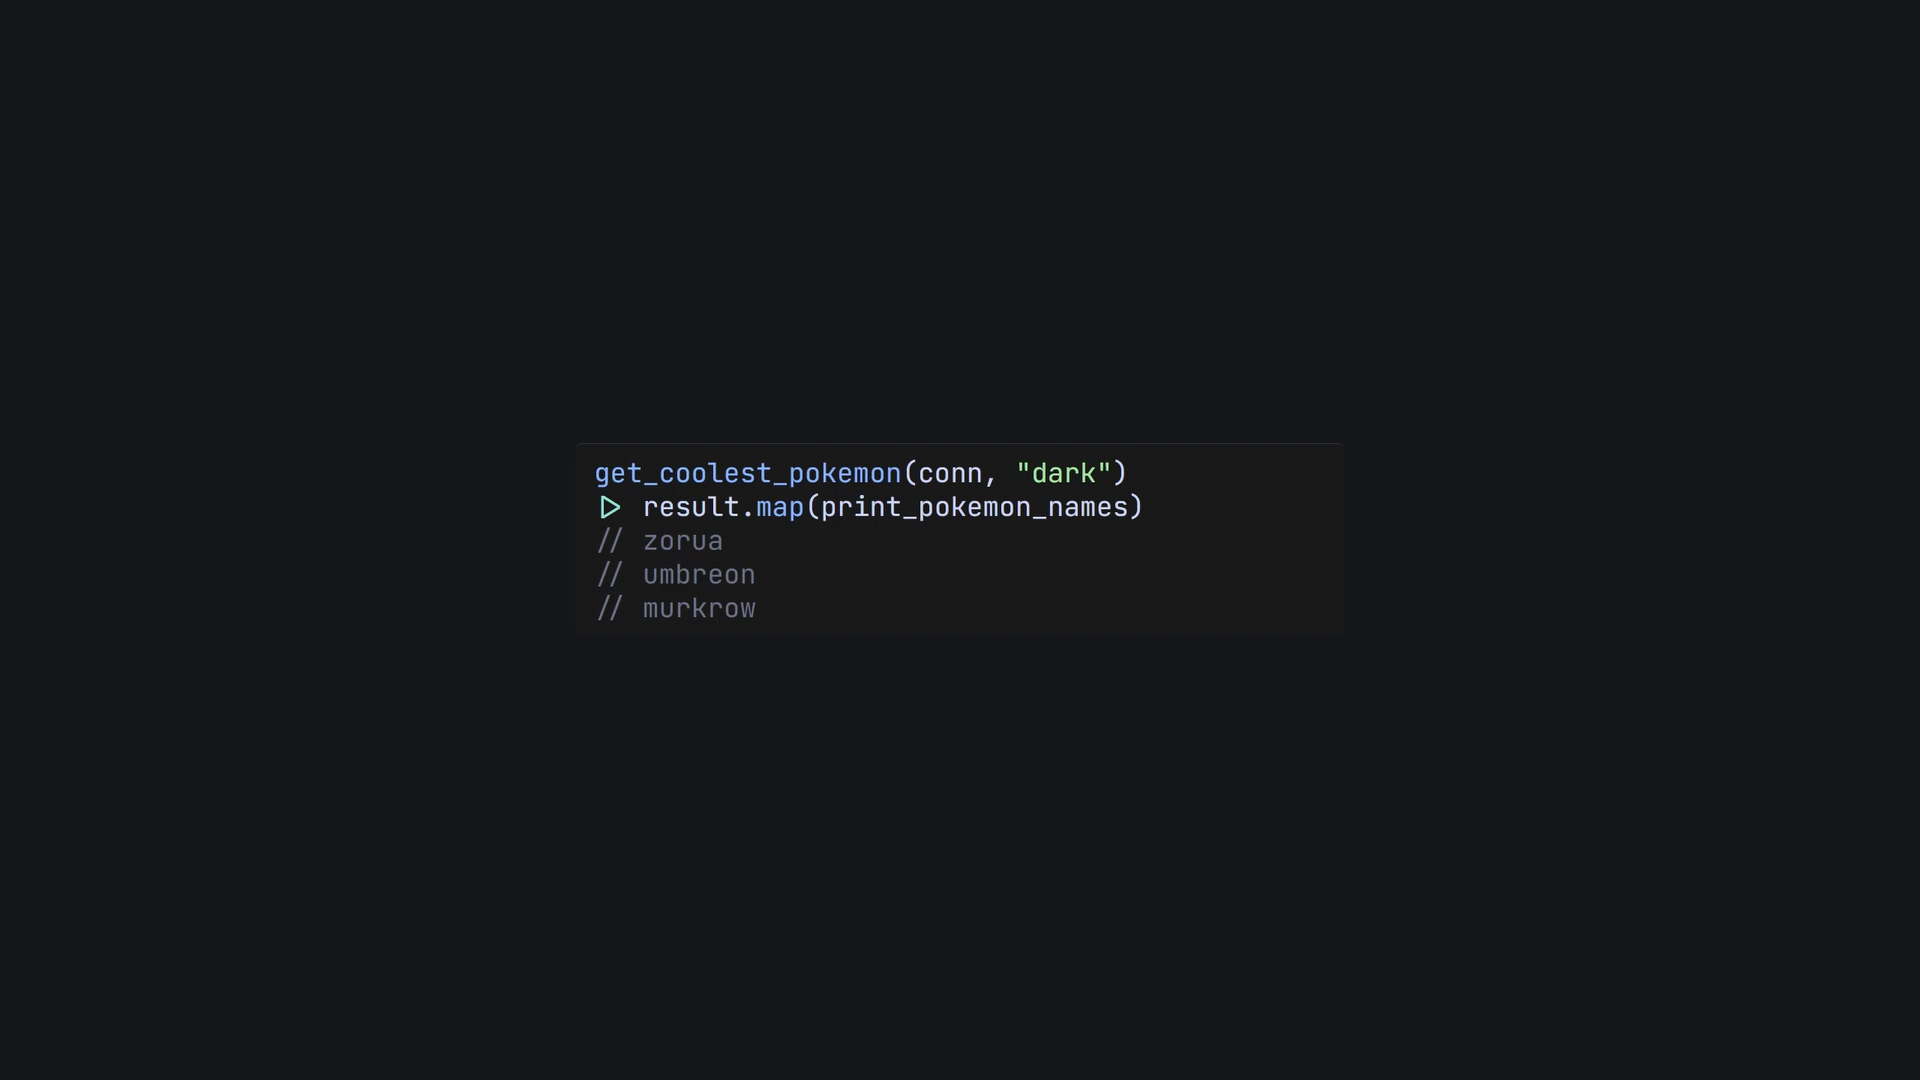 get_coolest_pokemon(conn, "dark")
|> result.map(print_pokemon_names)
// zorua
// umbreon
// murkrow